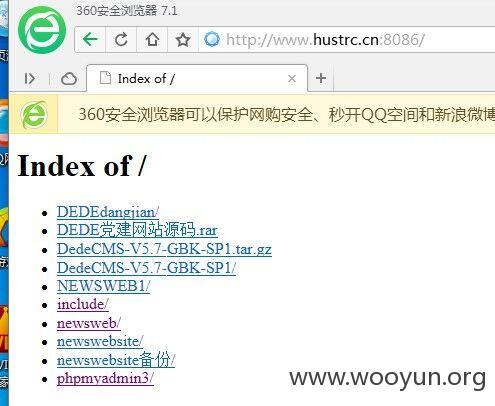 360安全浏览器 7.1
http://www.hustrc.cn:8086/
Index of /
360安全浏览器可以保护网购安全、秒开QQ空间和新浪微博
Index of /
DEDEdangjian/
DEDE党建网站源码.rar
DedeCMS-V5.7-GBK-SP1.tar.gz
DedeCMS-V5.7-GBK-SP1/
NEWSWEB1/
include/
newsweb/
newswebsite/
newswebsite备份/
phpmyadmin3/
www.wooyun.org